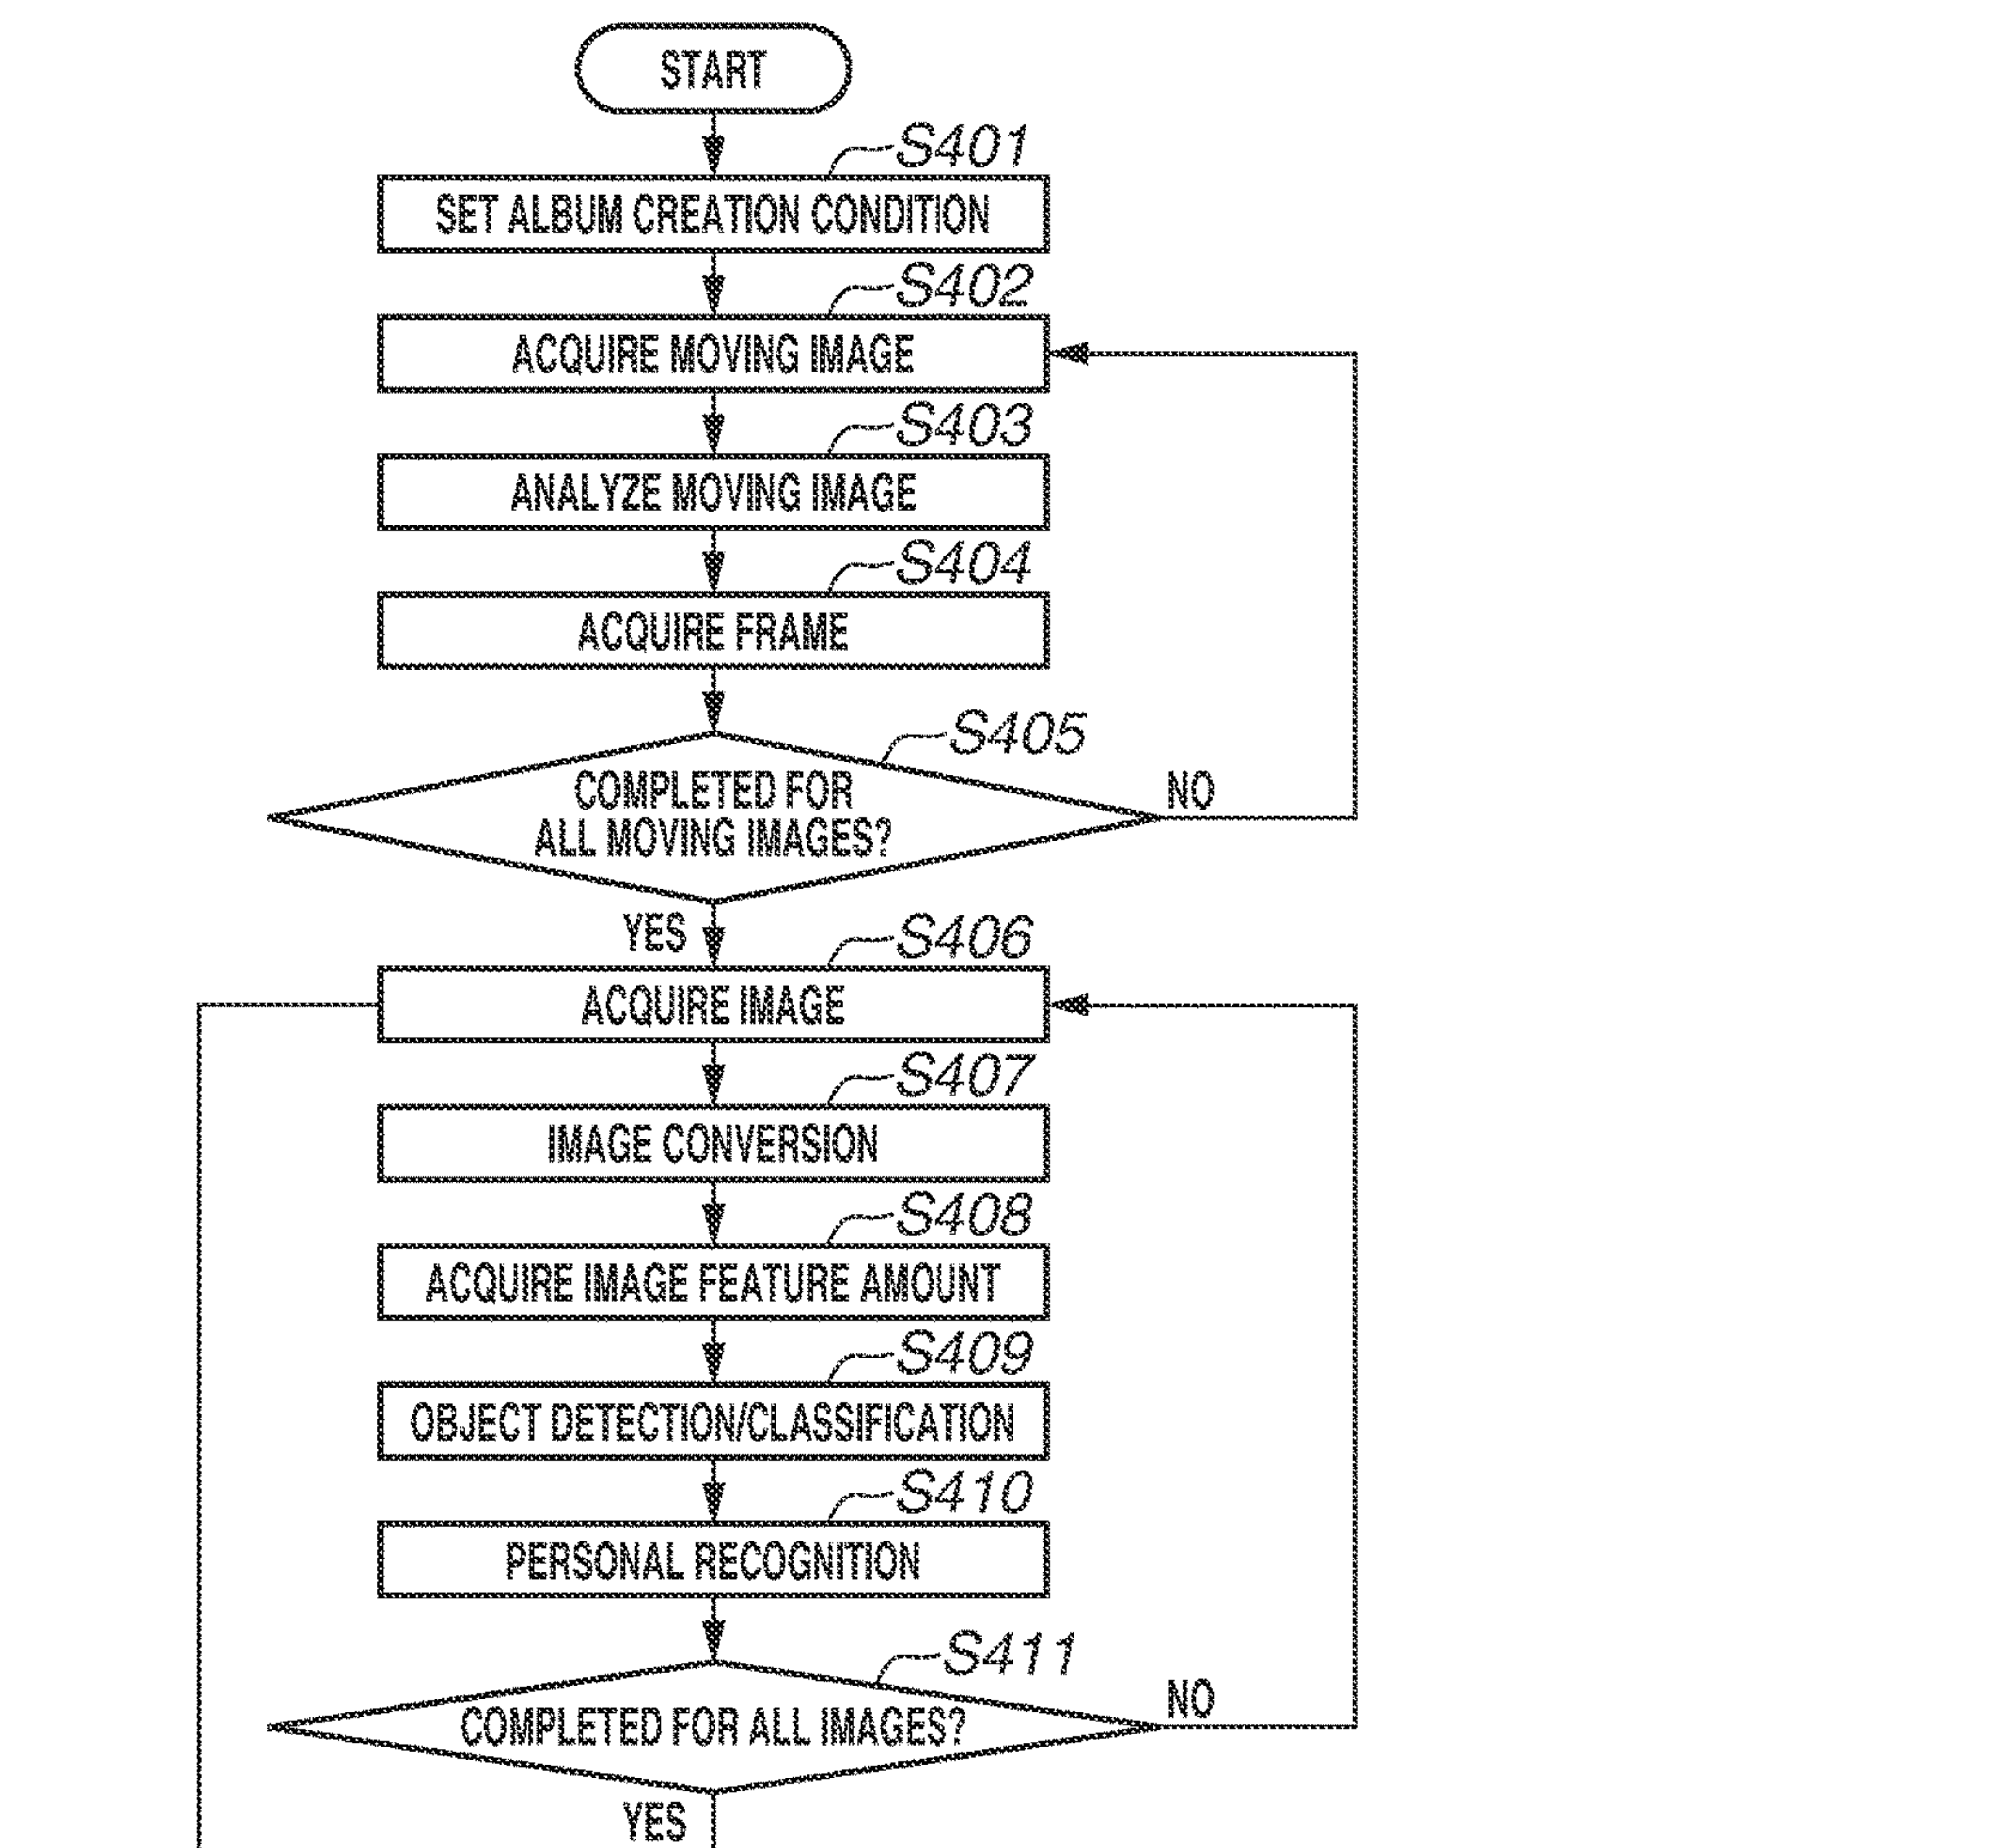 START
S401
SET ALBUM CREATION CONDITION
S402
ACQUIRE MOVING IMAGE
S403
ANALYZE MOVING IMAGE
S404
ACQUIRE FRAME
S405
COMPLETED FOR
ALL MOVING IMAGES?
NO
YES
S406
ACQUIRE IMAGE
S407
IMAGE CONVERSION
S408
ACQUIRE IMAGE FEATURE AMOUNT
S409
OBJECT DETECTION/CLASSIFICATION
S410
PERSONAL RECOGNITION
S411
COMPLETED FOR ALL IMAGES?
NO
YES